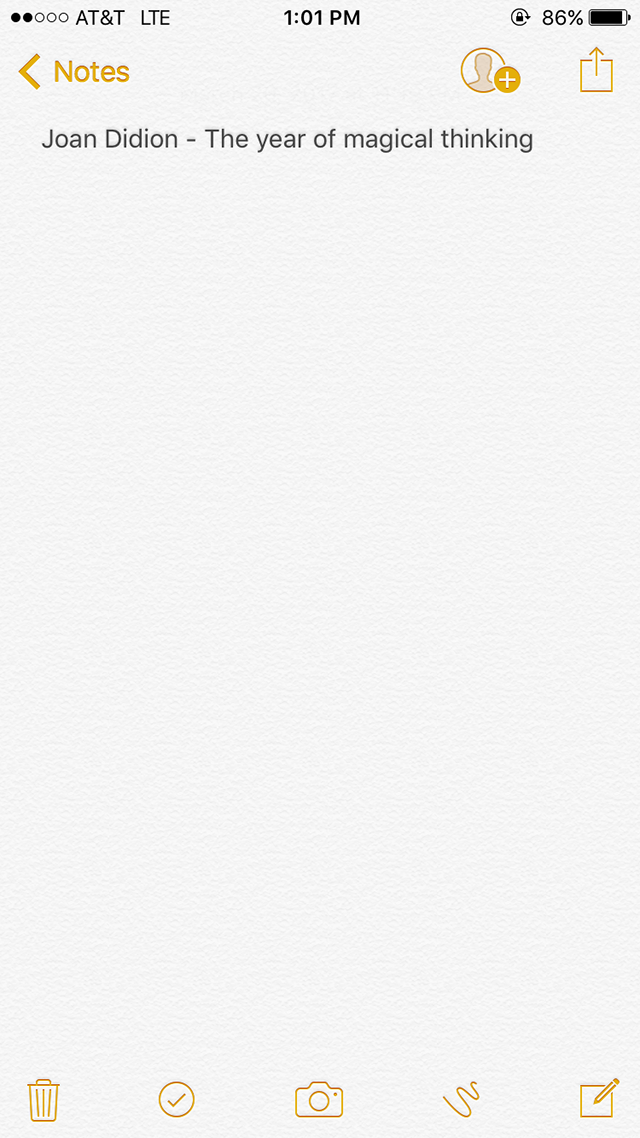 AT&T LTE 1:01 PM 86%
Notes
Joan Didion - The year of magical thinking